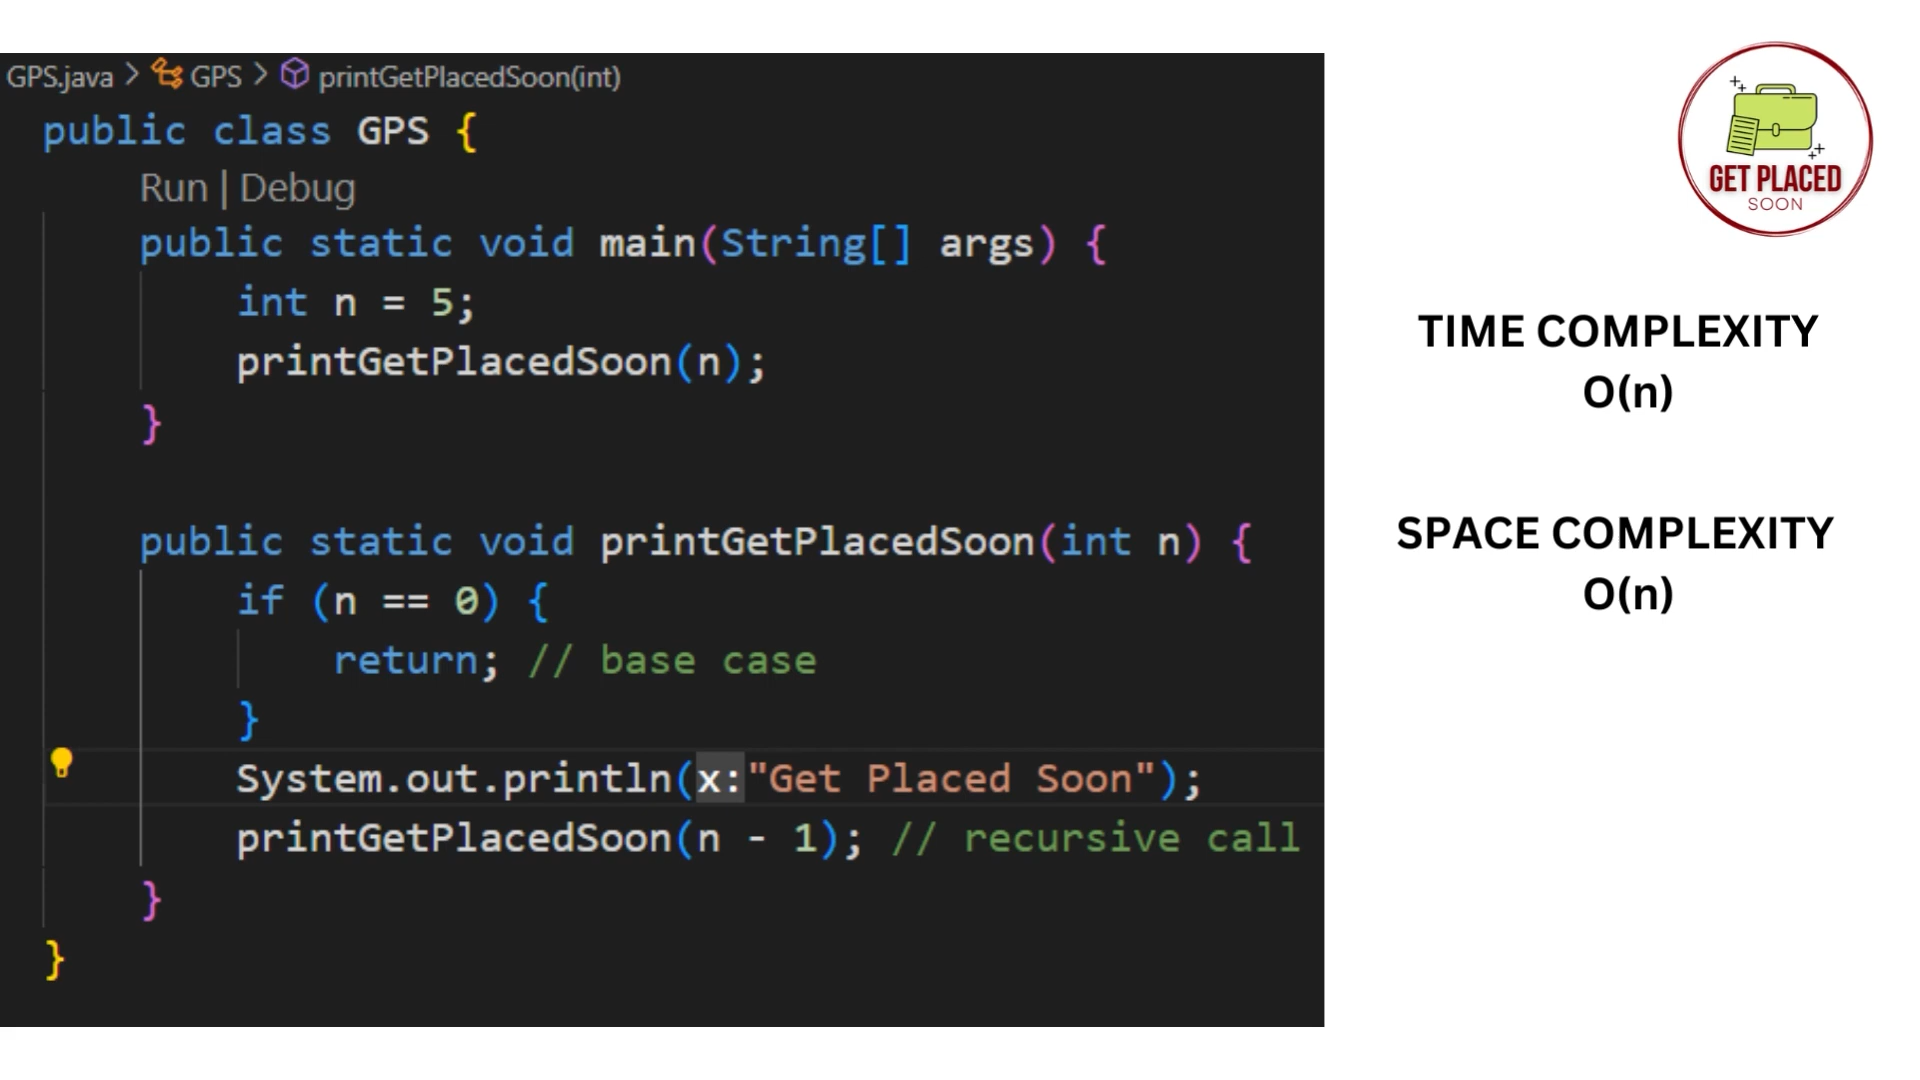 GPS.java > GPS > printGetPlacedSoon(int)
public class GPS {
Run | Debug
public static void main(String[] args) {
int n = 5;
printGetPlacedSoon(n);
}
public static void printGetPlacedSoon(int n) {
if (n == 0) {
return; // base case
}
System.out.println(x:"Get Placed Soon");
printGetPlacedSoon(n - 1); // recursive call
}
}
GET PLACED
SOON
TIME COMPLEXITY
O(n)
SPACE COMPLEXITY
O(n)